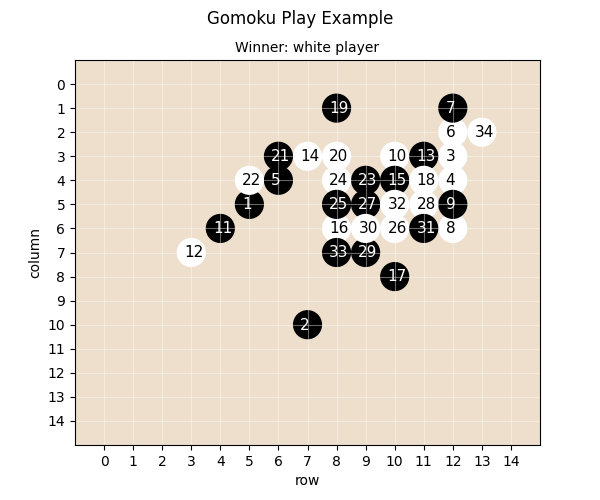 Gomoku Play Example
Winner: white player
0
1 19 7
2 6 34
3 21 14 20 10 13 3
4 22 5 24 23 15 18 4
5 1 25 27 32 28 9
6 11 16 30 26 31 8
7 12 33 29
8 17
9
10 2
11
12
13
14
column
0 1 2 3 4 5 6 7 8 9 10 11 12 13 14
row